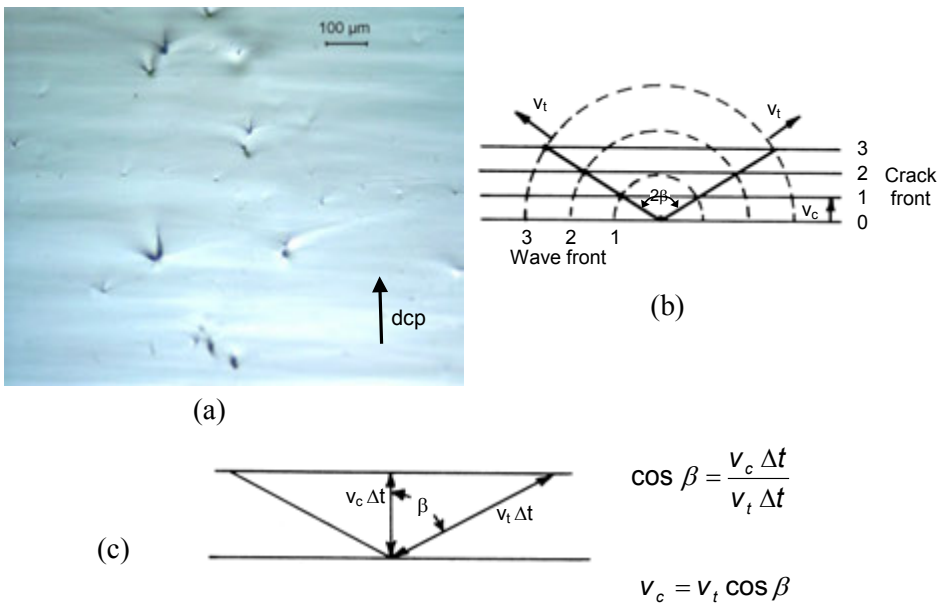 100 µm
dcp
(a)
vt
vt
3
2
1
0
Crack
front
vc
2β
3 2 1
Wave front
(b)
vc Δt
β
vt Δt
(c)
cos β = vc Δt / vt Δt
vc = vt cos β